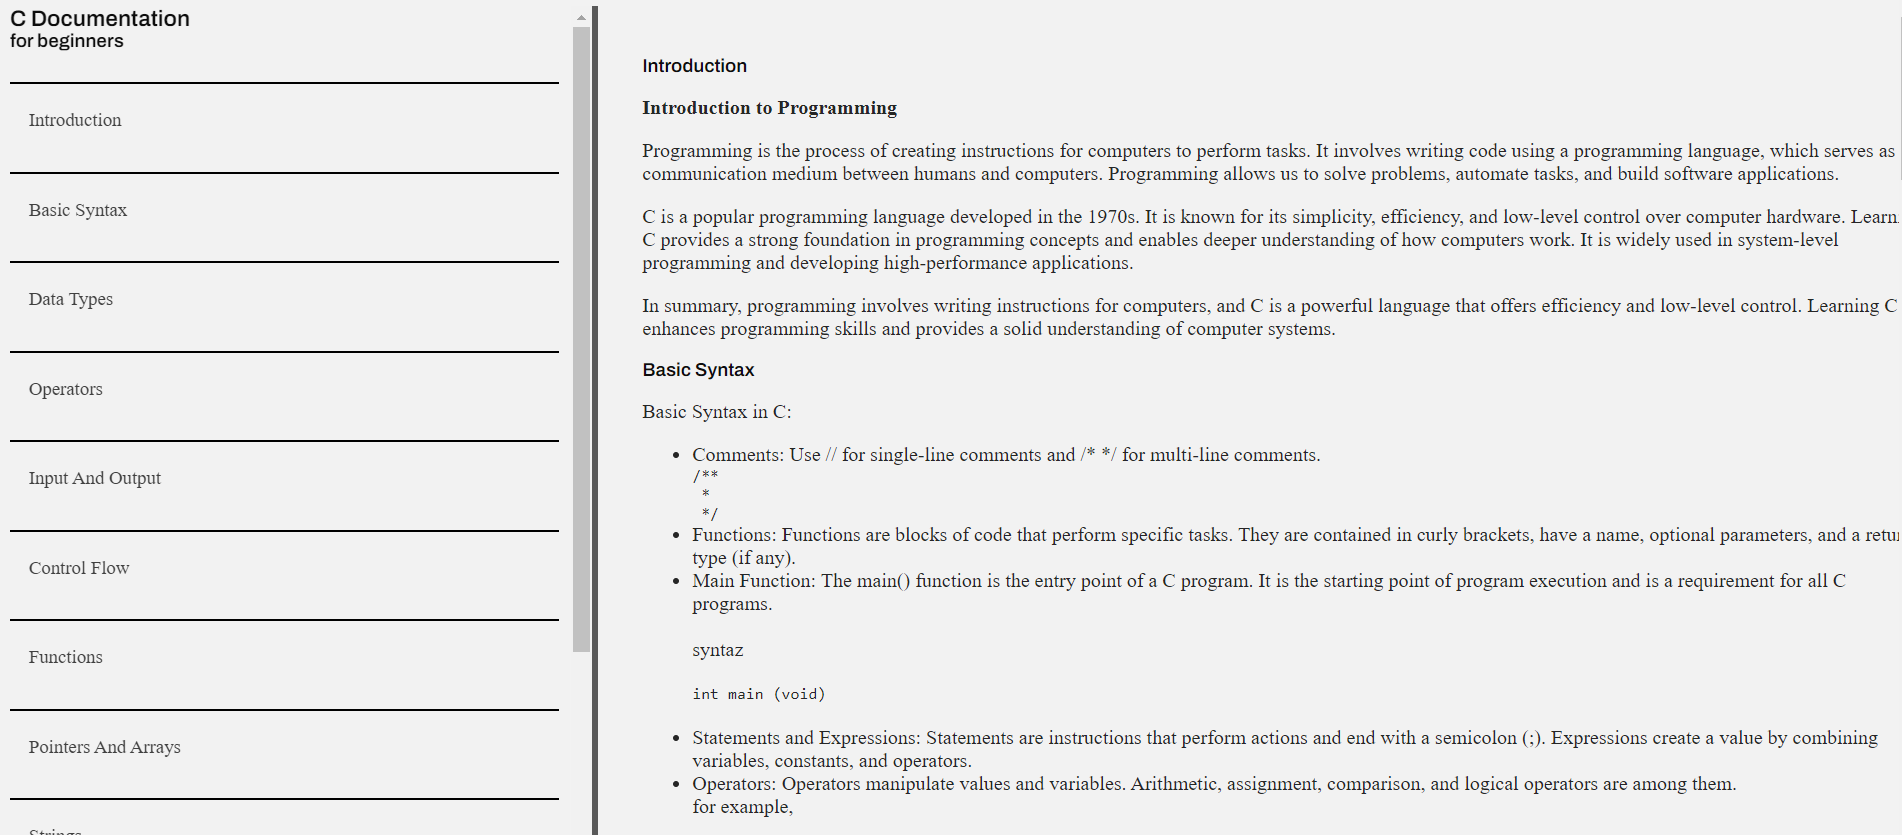 C Documentation
for beginners
Introduction
Basic Syntax
Data Types
Operators
Input And Output
Control Flow
Functions
Pointers And Arrays
Strings
Introduction
Introduction to Programming
Programming is the process of creating instructions for computers to perform tasks. It involves writing code using a programming language, which serves as
communication medium between humans and computers. Programming allows us to solve problems, automate tasks, and build software applications.
C is a popular programming language developed in the 1970s. It is known for its simplicity, efficiency, and low-level control over computer hardware. Learn
C provides a strong foundation in programming concepts and enables deeper understanding of how computers work. It is widely used in system-level
programming and developing high-performance applications.
In summary, programming involves writing instructions for computers, and C is a powerful language that offers efficiency and low-level control. Learning C
enhances programming skills and provides a solid understanding of computer systems.
Basic Syntax
Basic Syntax in C:
• Comments: Use // for single-line comments and /* */ for multi-line comments.
/**
*
*/
• Functions: Functions are blocks of code that perform specific tasks. They are contained in curly brackets, have a name, optional parameters, and a retu
type (if any).
• Main Function: The main() function is the entry point of a C program. It is the starting point of program execution and is a requirement for all C
programs.
syntaz
int main (void)
• Statements and Expressions: Statements are instructions that perform actions and end with a semicolon (;). Expressions create a value by combining
variables, constants, and operators.
• Operators: Operators manipulate values and variables. Arithmetic, assignment, comparison, and logical operators are among them.
for example,